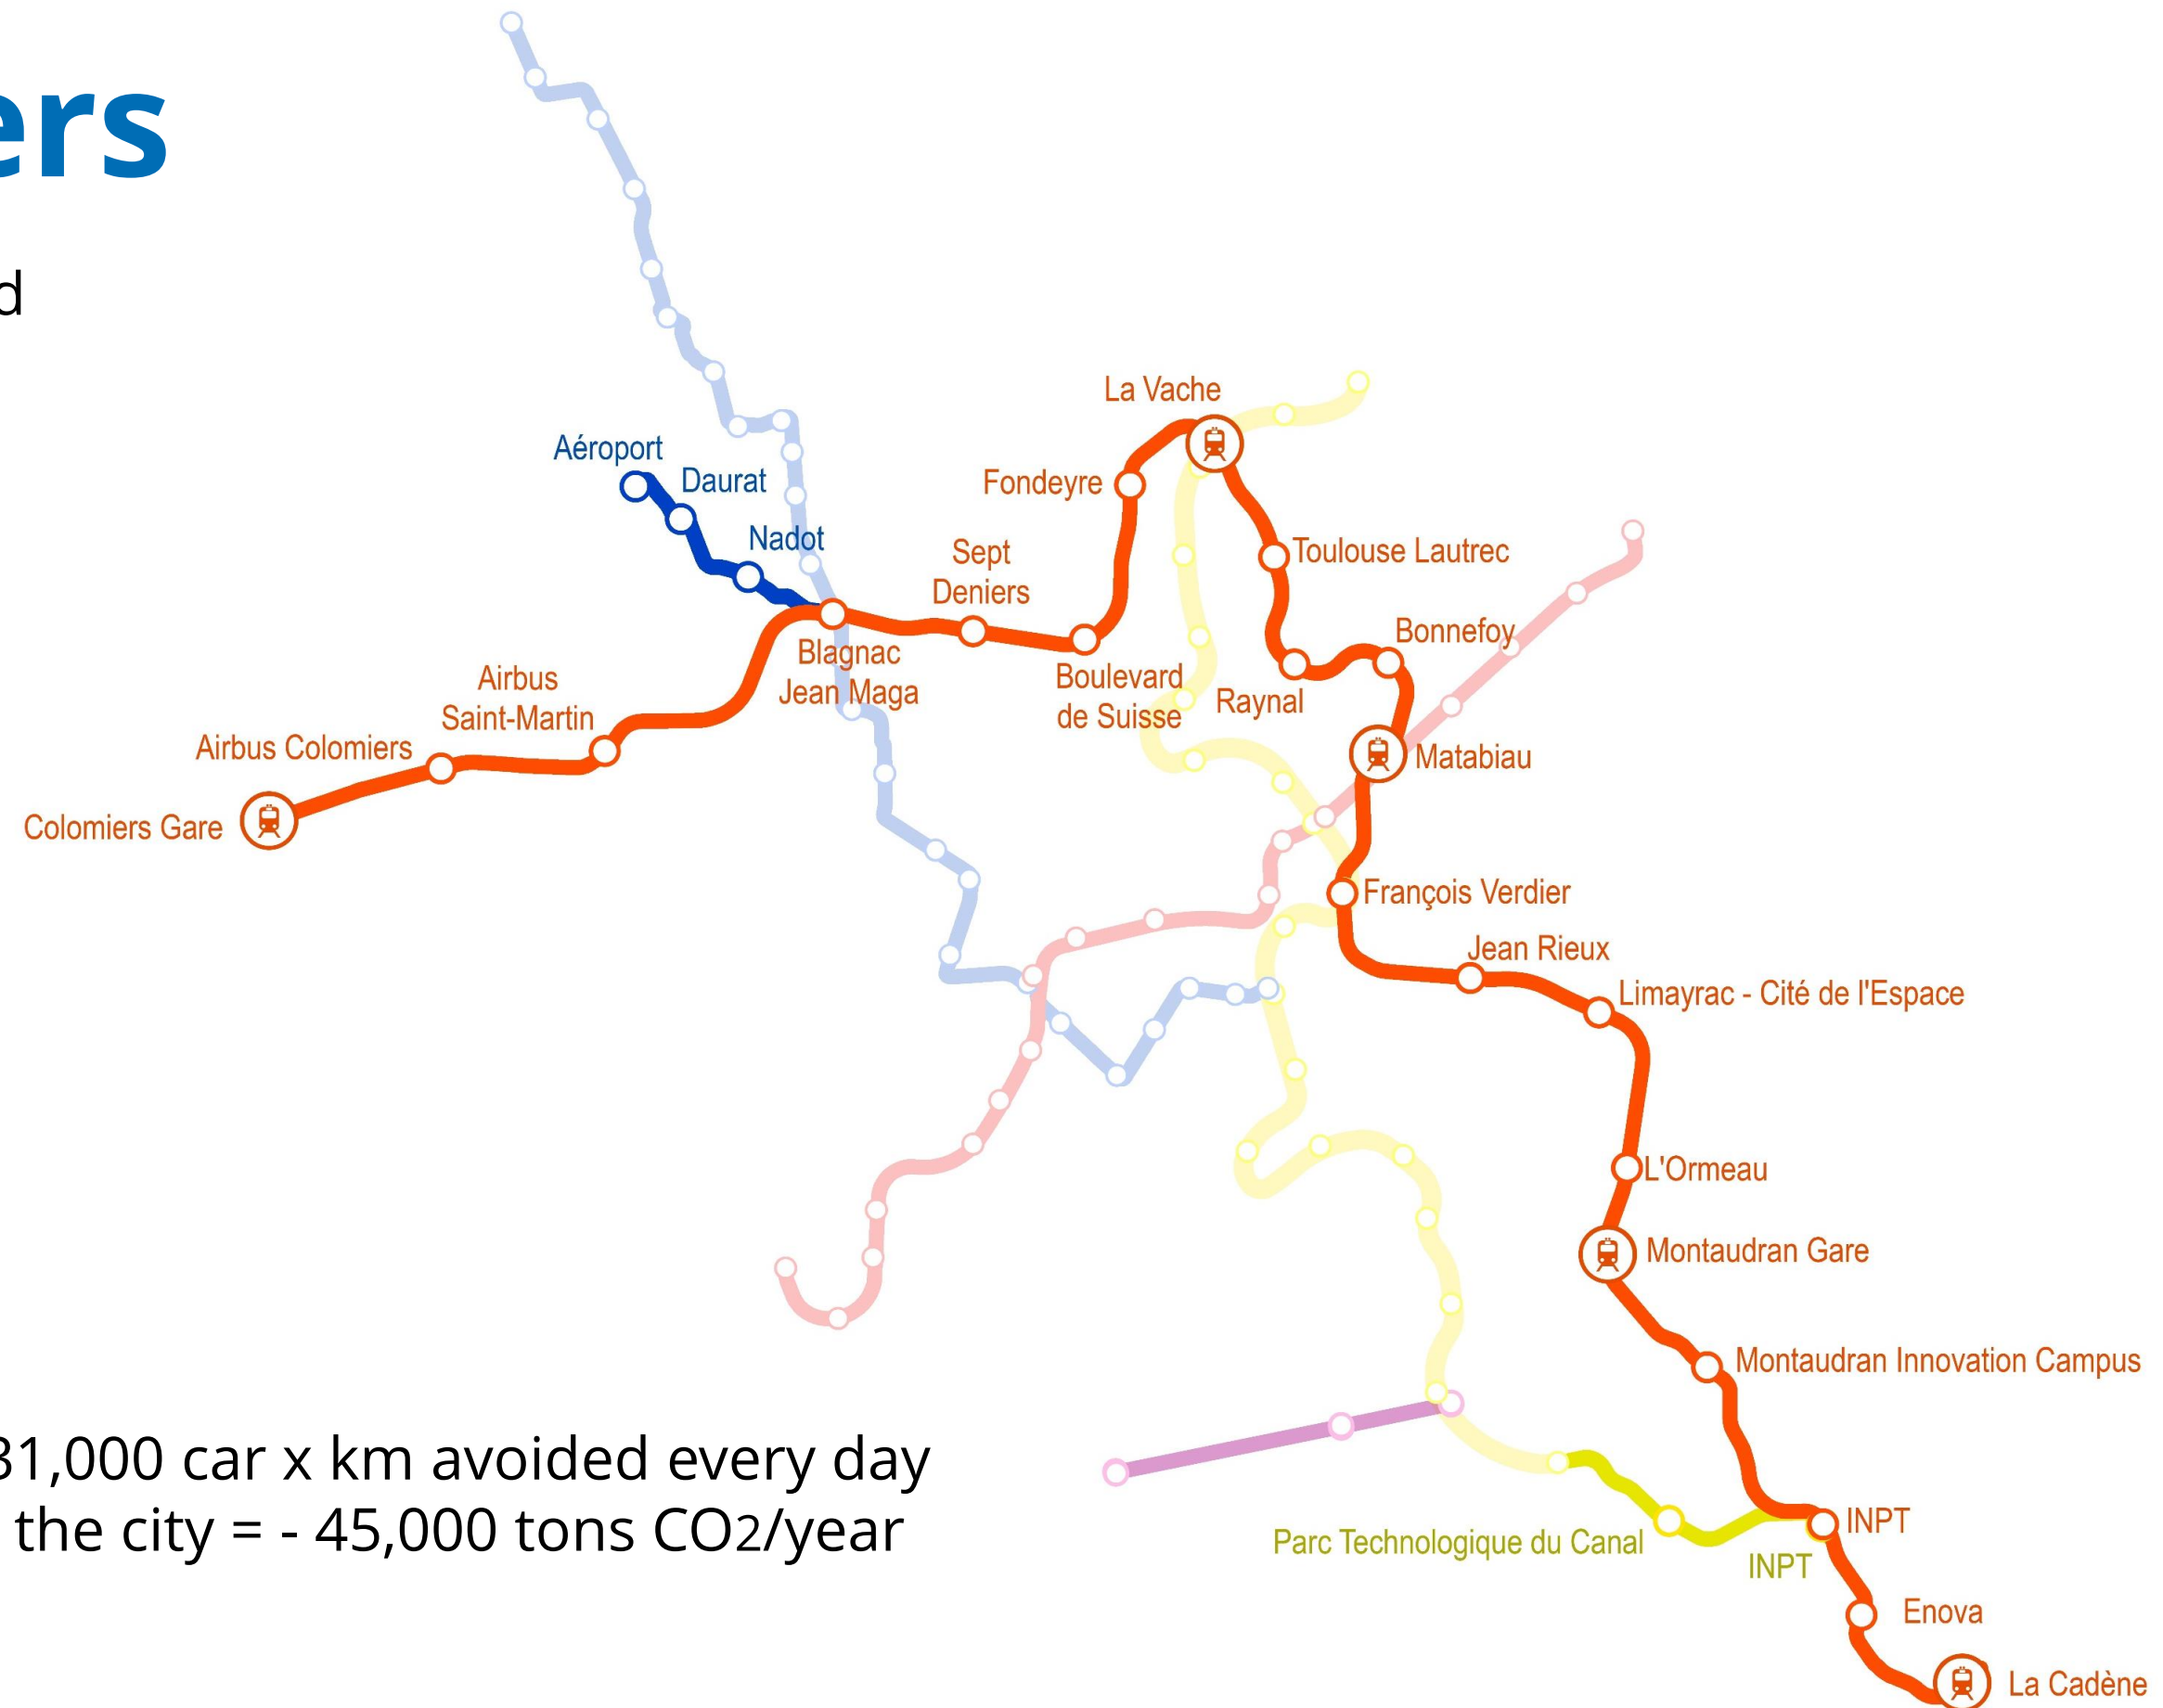 ers
d
La Vache
Aéroport
Daurat
Fondeyre
Nadot
Sept
Deniers
Toulouse Lautrec
Bonnefoy
Blagnac
Jean Maga
Boulevard
de Suisse
Raynal
Airbus
Saint-Martin
Airbus Colomiers
Matabiau
Colomiers Gare
François Verdier
Jean Rieux
Limayrac - Cité de l'Espace
L'Ormeau
Montaudran Gare
Montaudran Innovation Campus
31,000 car x km avoided every day
the city = - 45,000 tons CO2/year
Parc Technologique du Canal
INPT
INPT
Enova
La Cadène